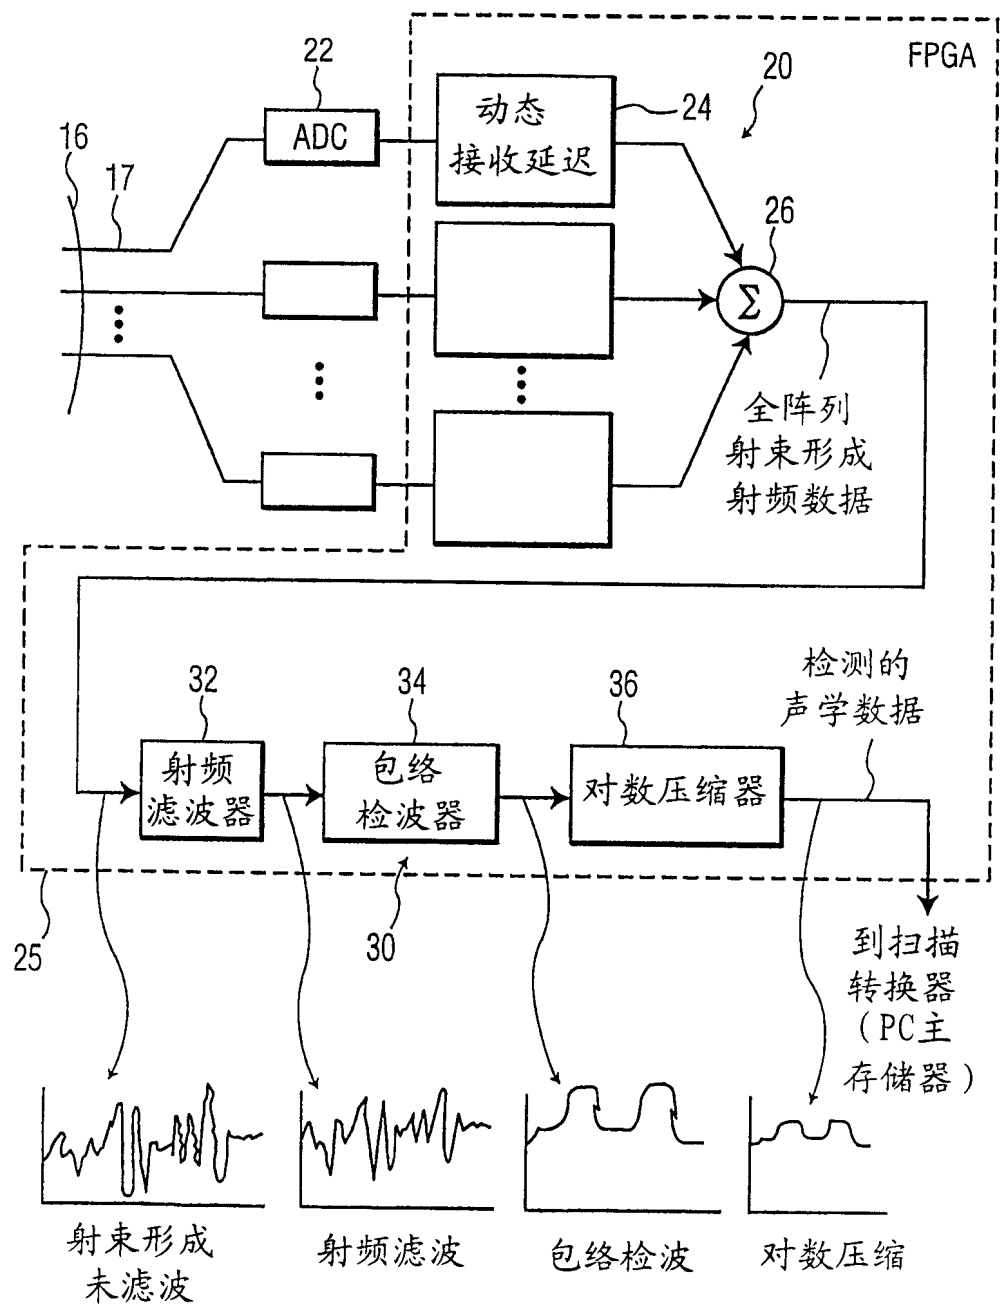 FPGA
22
20
16
ADC
动态
接收延迟
24
17
26
Σ
全阵列
射束形成
射频数据
检测的
声学数据
32
34
36
射频
滤波器
包络
检波器
对数压缩器
25
30
到扫描
转换器
(PC主
存储器)
射束形成
未滤波
射频滤波
包络检波
对数压缩